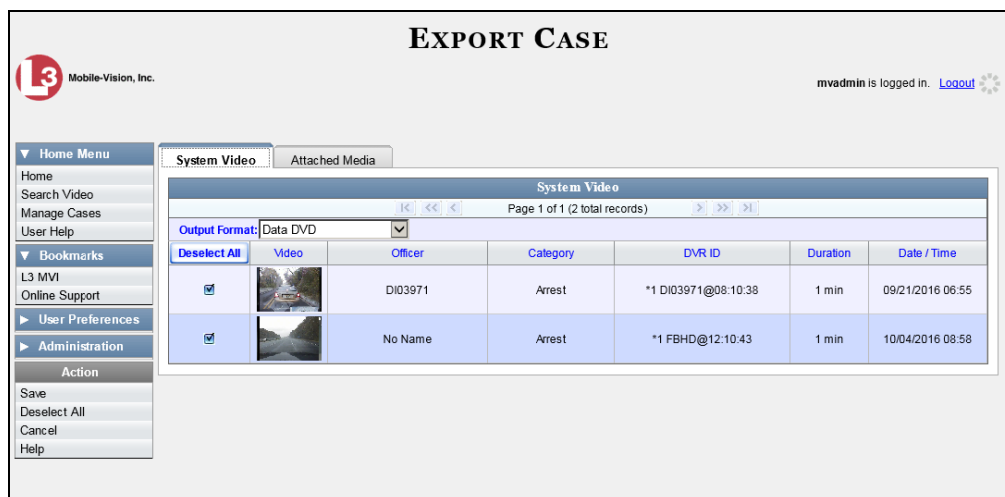 EXPORT CASE
L3 Mobile-Vision, Inc.
mvadmin is logged in. Logout
▼ Home Menu
Home
Search Video
Manage Cases
User Help
▼ Bookmarks
L3 MVI
Online Support
► User Preferences
► Administration
Action
Save
Deselect All
Cancel
Help
System Video Attached Media
System Video
|< << < Page 1 of 1 (2 total records) > >> >|
Output Format: Data DVD
Deselect All Video Officer Category DVR ID Duration Date / Time
DI03971 Arrest *1 DI03971@08:10:38 1 min 09/21/2016 06:55
No Name Arrest *1 FBHD@12:10:43 1 min 10/04/2016 08:58